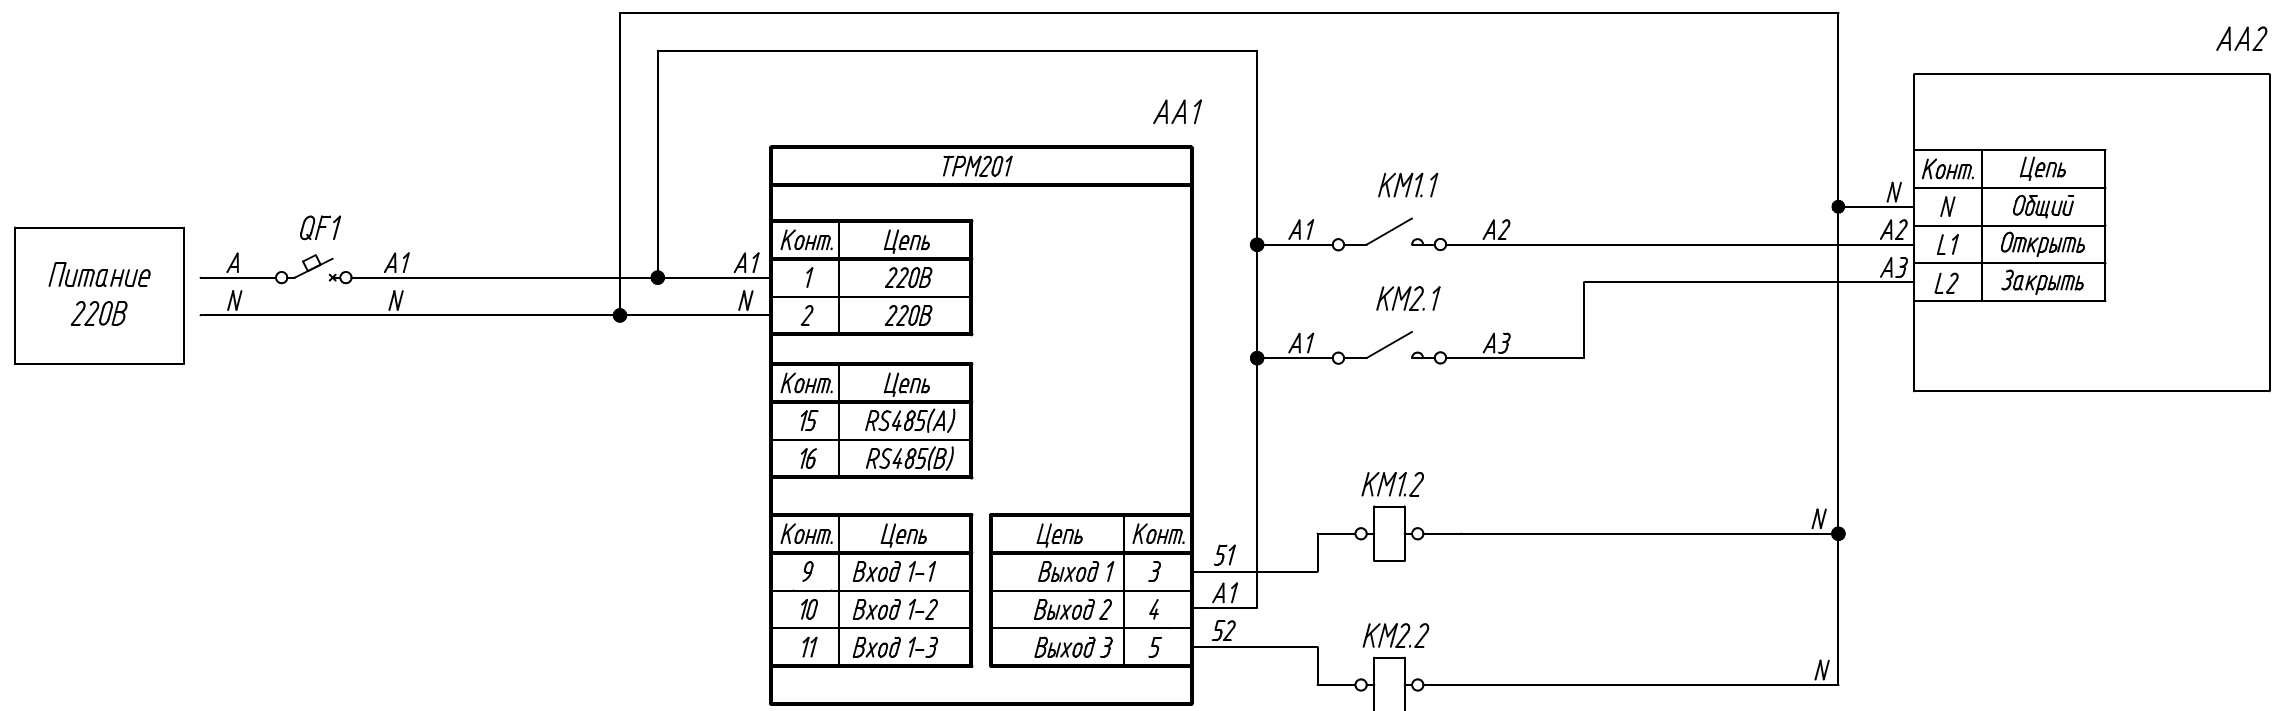 AA2
AA1
ТРМ201
Питание
220В
QF1
A
A1
N
N
A1
N
Конт. Цепь
1 220В
2 220В
Конт. Цепь
15 RS485(A)
16 RS485(B)
Конт. Цепь
9 Вход 1-1
10 Вход 1-2
11 Вход 1-3
Цепь Конт.
Выход 1 3
Выход 2 4
Выход 3 5
51
A1
52
KM1.1
A1
A2
KM2.1
A1
A3
KM1.2
N
KM2.2
N
N
A2
A3
Конт. Цепь
N Общий
L1 Открыть
L2 Закрыть